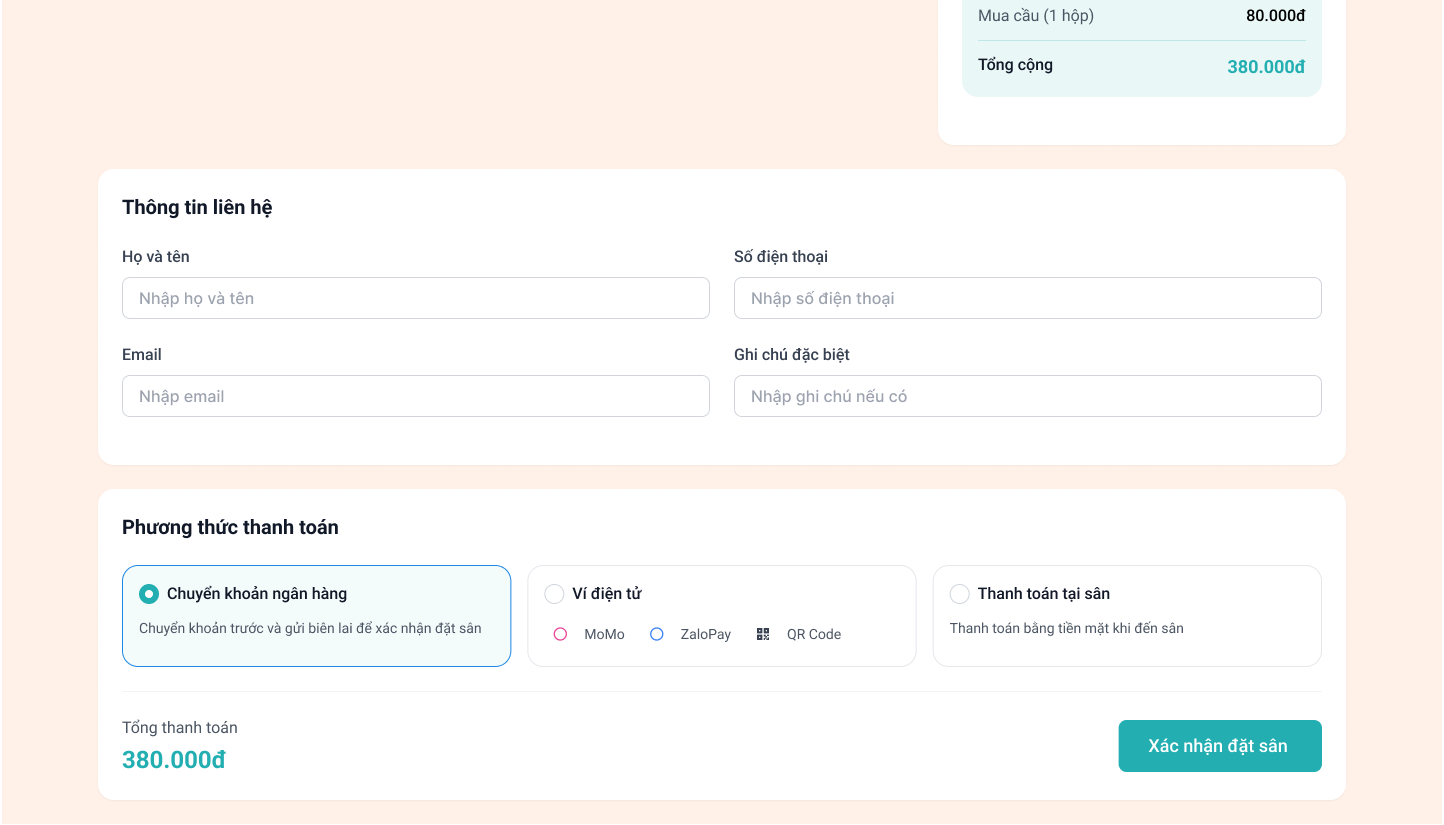 Mua cầu (1 hộp) 80.000đ
Tổng cộng 380.000đ
Thông tin liên hệ
Họ và tên Số điện thoại
Nhập họ và tên Nhập số điện thoại
Email Ghi chú đặc biệt
Nhập email Nhập ghi chú nếu có
Phương thức thanh toán
Chuyển khoản ngân hàng
Chuyển khoản trước và gửi biên lai để xác nhận đặt sân
Ví điện tử
MoMo ZaloPay QR Code
Thanh toán tại sân
Thanh toán bằng tiền mặt khi đến sân
Tổng thanh toán
380.000đ
Xác nhận đặt sân